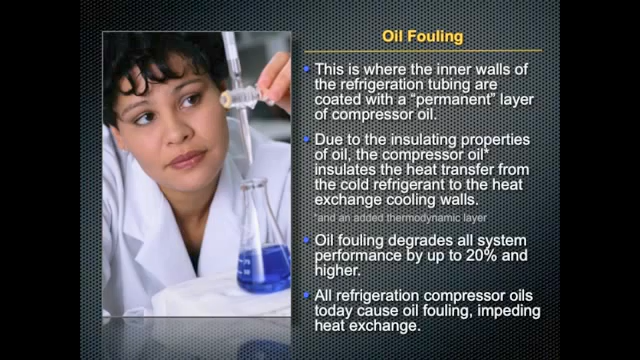 Oil Fouling
This is where the inner walls of
the refrigeration tubing are
coated with a “permanent” layer
of compressor oil.
Due to the insulating properties
of oil, the compressor oil*
insulates the heat transfer from
the cold refrigerant to the heat
exchange cooling walls.
*and an added thermodynamic layer
Oil fouling degrades all system
performance by up to 20% and
higher.
All refrigeration compressor oils
today cause oil fouling, impeding
heat exchange.